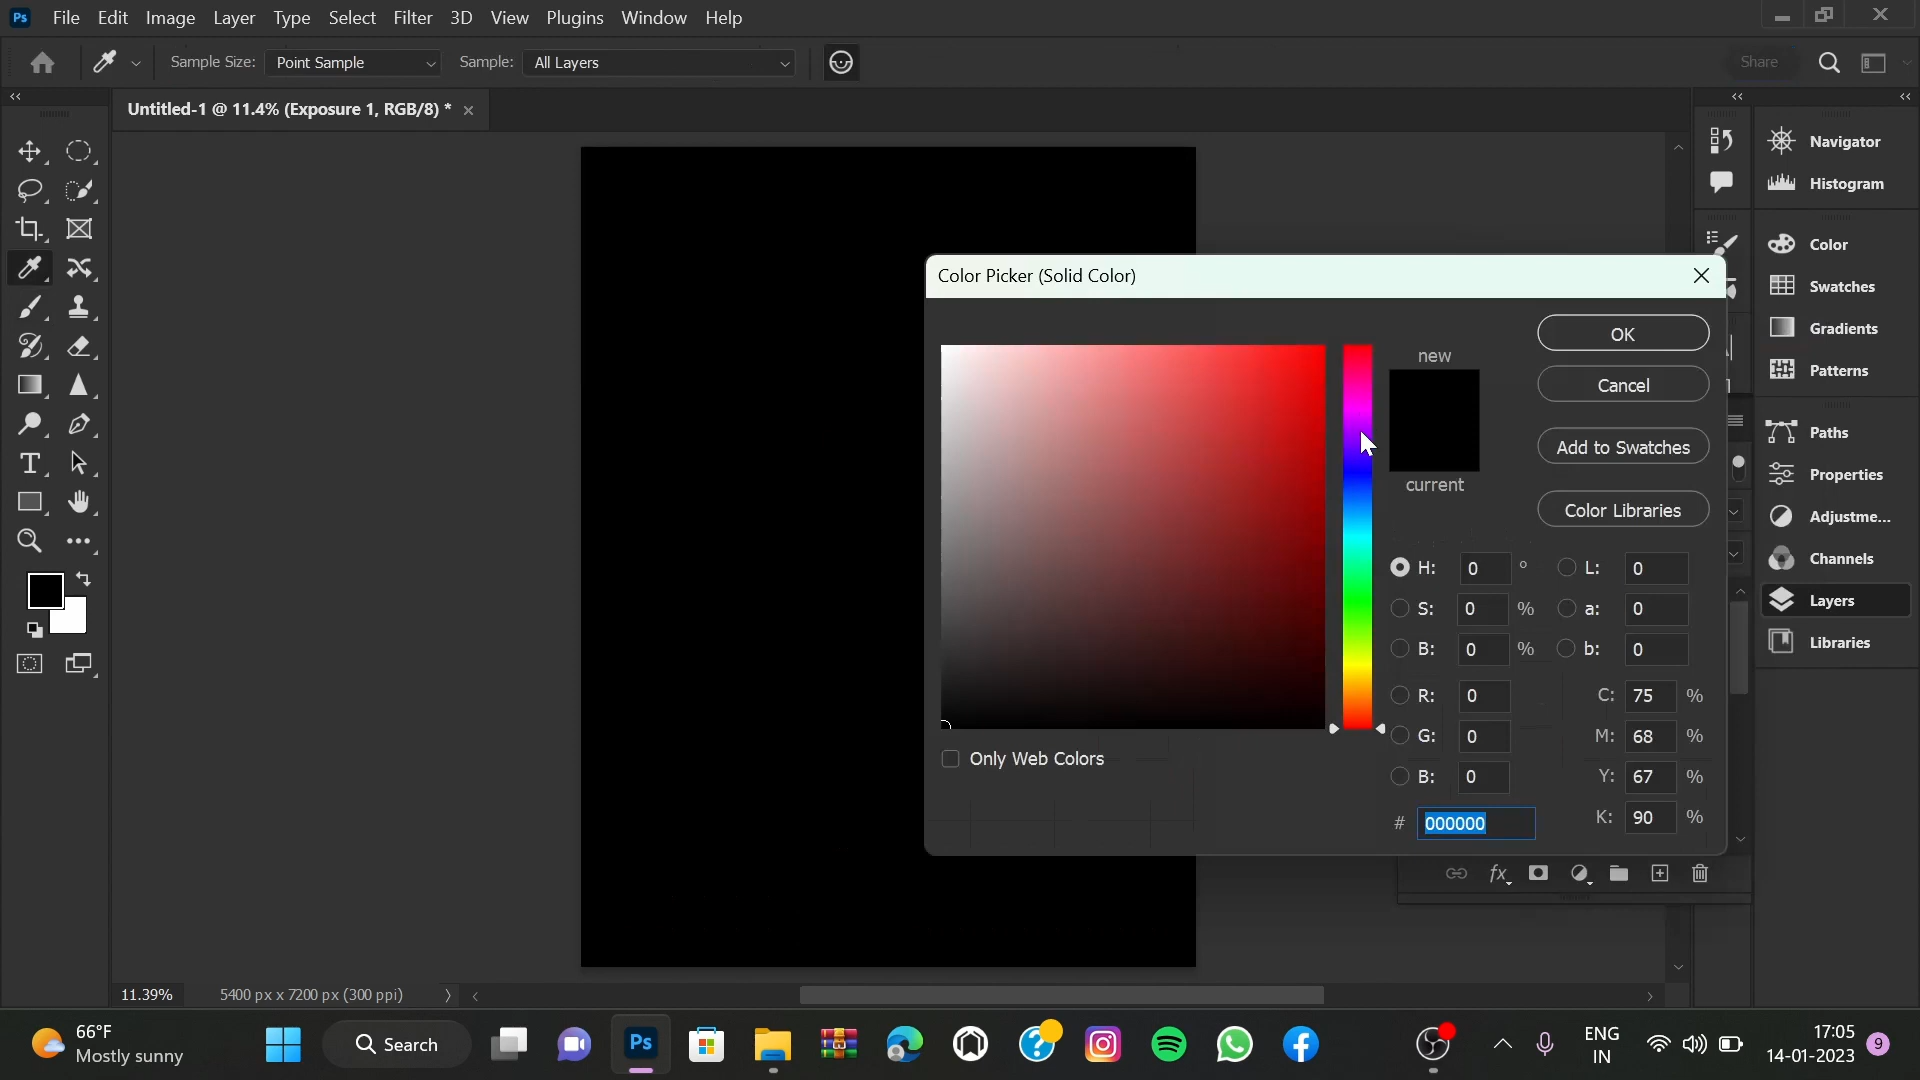 Ps File Edit Image Layer Type Select Filter 3D View Plugins Window Help
Sample Size: Point Sample Sample: All Layers Share
Untitled-1 @ 11.4% (Exposure 1, RGB/8) *
Navigator
Histogram
Color
Swatches
Gradients
Patterns
Paths
Properties
Adjustme...
Channels
Layers
Libraries
Color Picker (Solid Color)
new
current
OK
Cancel
Add to Swatches
Color Libraries
H: 0 ° L: 0
S: 0 % a: 0
B: 0 % b: 0
R: 0 C: 75 %
G: 0 M: 68 %
B: 0 Y: 67 %
# 000000 K: 90 %
Only Web Colors
fx
11.39% 5400 px x 7200 px (300 ppi)
66°F
Mostly sunny
Search
Ps
ENG
IN
17:05
14-01-2023
9